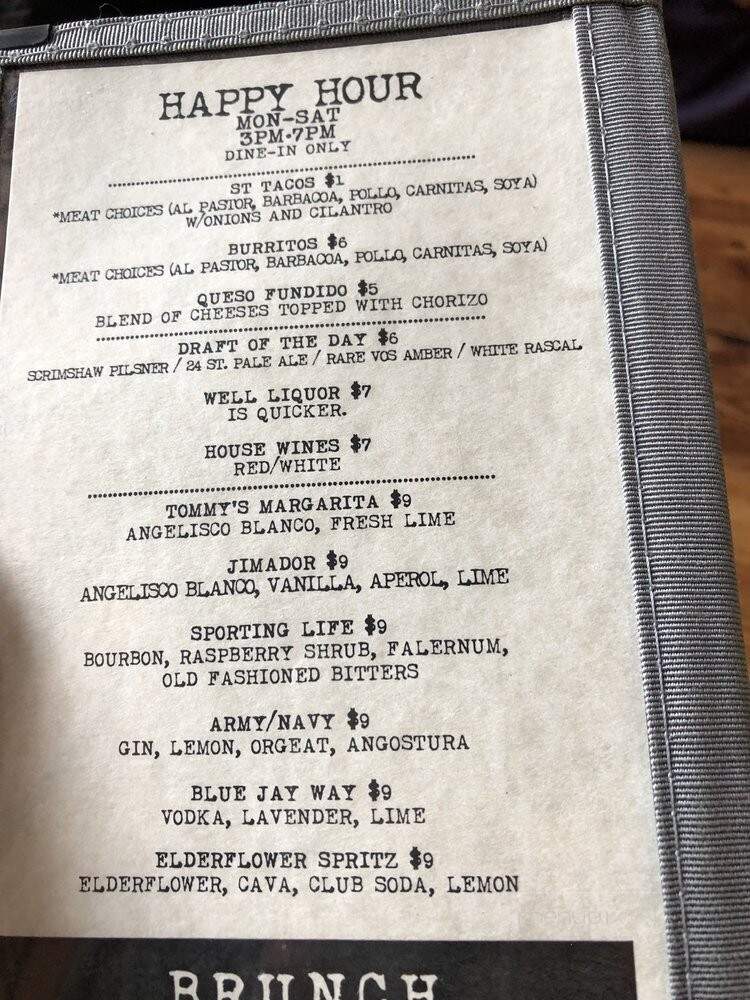 HAPPY HOUR
MON-SAT
3PM-7PM
DINE-IN ONLY
ST TACOS $1
*MEAT CHOICES (AL PASTOR, BARBACOA, POLLO, CARNITAS, SOYA)
W/ONIONS AND CILANTRO
BURRITOS $6
*MEAT CHOICES (AL PASTOR, BARBACOA, POLLO, CARNITAS, SOYA)
QUESO FUNDIDO $5
BLEND OF CHEESES TOPPED WITH CHORIZO
DRAFT OF THE DAY $6
SCRIMSHAW PILSNER / 24 ST. PALE ALE / RARE VOS AMBER / WHITE RASCAL
WELL LIQUOR $7
IS QUICKER.
HOUSE WINES $7
RED/WHITE
TOMMY'S MARGARITA $9
ANGELISCO BLANCO, FRESH LIME
JIMADOR $9
ANGELISCO BLANCO, VANILLA, APEROL, LIME
SPORTING LIFE $9
BOURBON, RASPBERRY SHRUB, FALERNUM,
OLD FASHIONED BITTERS
ARMY/NAVY $9
GIN, LEMON, ORGEAT, ANGOSTURA
BLUE JAY WAY $9
VODKA, LAVENDER, LIME
ELDERFLOWER SPRITZ $9
ELDERFLOWER, CAVA, CLUB SODA, LEMON
BRUNCH